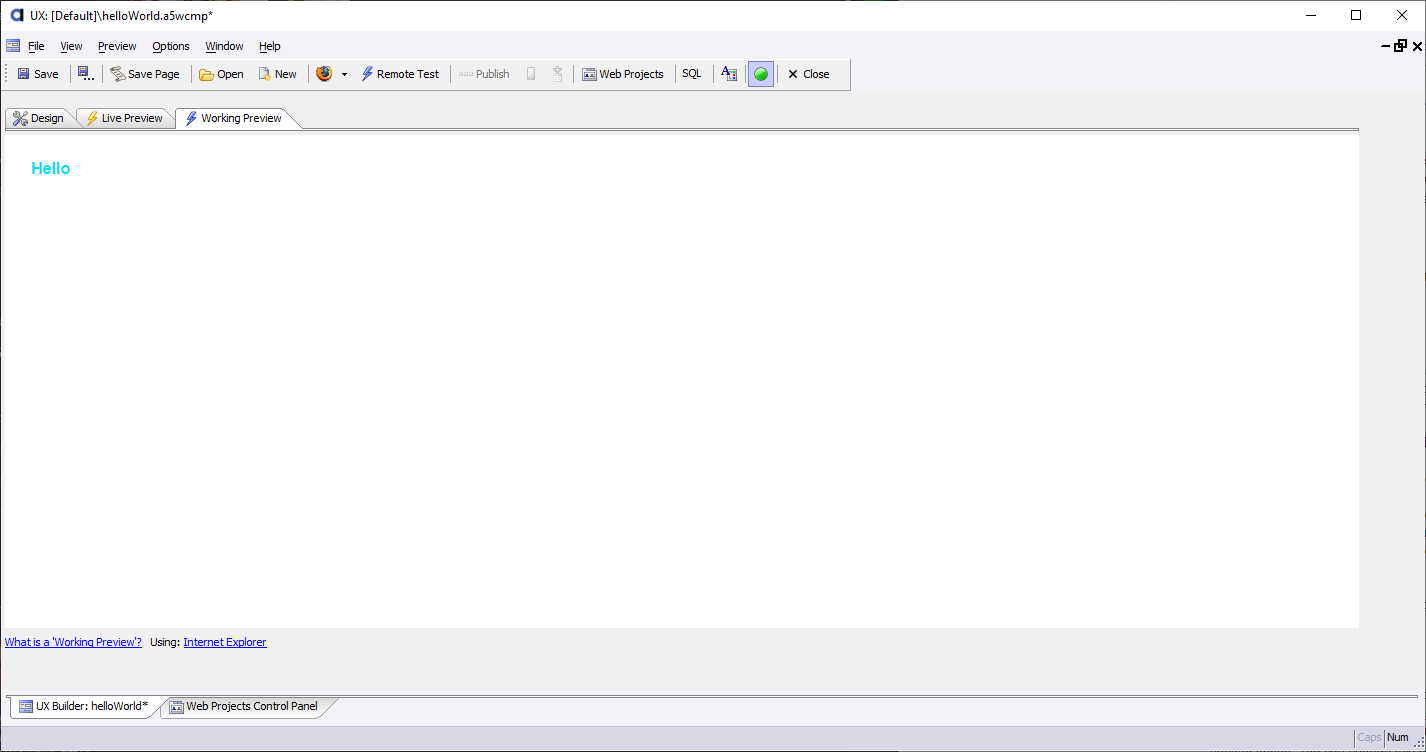 UX: [Default]\helloWorld.a5wcmp*
File View Preview Options Window Help
Save Save Page Open New Remote Test Publish Web Projects SQL Close
Design Live Preview Working Preview
Hello
What is a 'Working Preview'? Using: Internet Explorer
UX Builder: helloWorld* Web Projects Control Panel
Caps Num